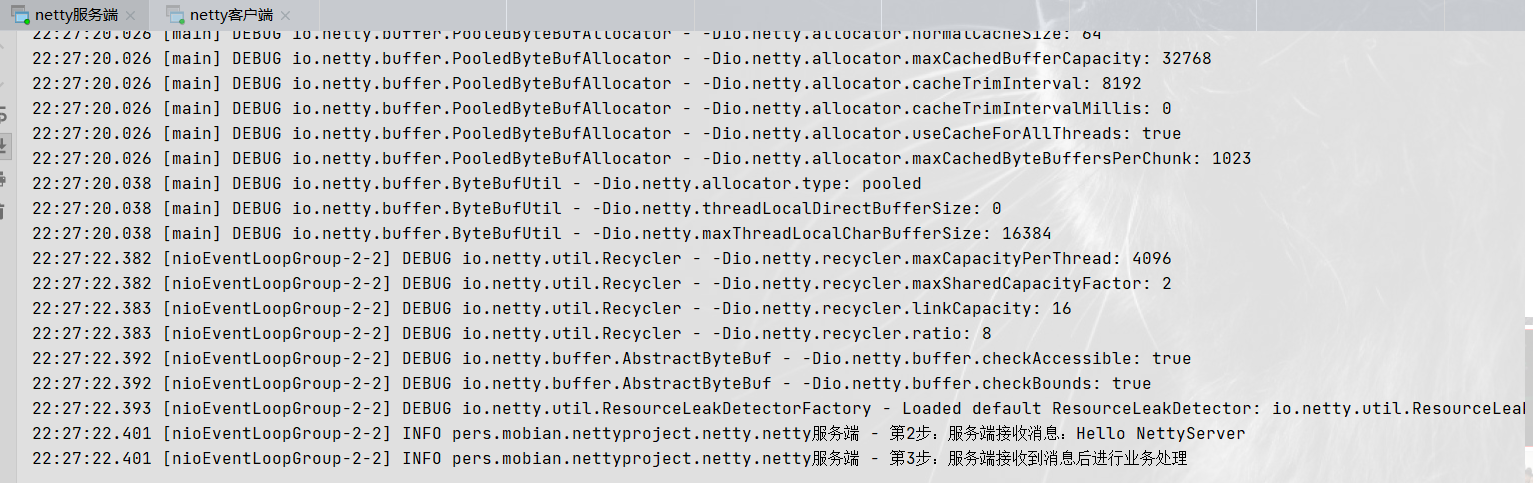 netty服务端 netty客户端
22:27:20.026 [main] DEBUG io.netty.buffer.PooledByteBufAllocator - -Dio.netty.allocator.normalCacheSize: 64
22:27:20.026 [main] DEBUG io.netty.buffer.PooledByteBufAllocator - -Dio.netty.allocator.maxCachedBufferCapacity: 32768
22:27:20.026 [main] DEBUG io.netty.buffer.PooledByteBufAllocator - -Dio.netty.allocator.cacheTrimInterval: 8192
22:27:20.026 [main] DEBUG io.netty.buffer.PooledByteBufAllocator - -Dio.netty.allocator.cacheTrimIntervalMillis: 0
22:27:20.026 [main] DEBUG io.netty.buffer.PooledByteBufAllocator - -Dio.netty.allocator.useCacheForAllThreads: true
22:27:20.026 [main] DEBUG io.netty.buffer.PooledByteBufAllocator - -Dio.netty.allocator.maxCachedByteBuffersPerChunk: 1023
22:27:20.038 [main] DEBUG io.netty.buffer.ByteBufUtil - -Dio.netty.allocator.type: pooled
22:27:20.038 [main] DEBUG io.netty.buffer.ByteBufUtil - -Dio.netty.threadLocalDirectBufferSize: 0
22:27:20.038 [main] DEBUG io.netty.buffer.ByteBufUtil - -Dio.netty.maxThreadLocalCharBufferSize: 16384
22:27:22.382 [nioEventLoopGroup-2-2] DEBUG io.netty.util.Recycler - -Dio.netty.recycler.maxCapacityPerThread: 4096
22:27:22.382 [nioEventLoopGroup-2-2] DEBUG io.netty.util.Recycler - -Dio.netty.recycler.maxSharedCapacityFactor: 2
22:27:22.383 [nioEventLoopGroup-2-2] DEBUG io.netty.util.Recycler - -Dio.netty.recycler.linkCapacity: 16
22:27:22.383 [nioEventLoopGroup-2-2] DEBUG io.netty.util.Recycler - -Dio.netty.recycler.ratio: 8
22:27:22.392 [nioEventLoopGroup-2-2] DEBUG io.netty.buffer.AbstractByteBuf - -Dio.netty.buffer.checkAccessible: true
22:27:22.392 [nioEventLoopGroup-2-2] DEBUG io.netty.buffer.AbstractByteBuf - -Dio.netty.buffer.checkBounds: true
22:27:22.393 [nioEventLoopGroup-2-2] DEBUG io.netty.util.ResourceLeakDetectorFactory - Loaded default ResourceLeakDetector: io.netty.util.ResourceLeak
22:27:22.401 [nioEventLoopGroup-2-2] INFO pers.mobian.nettyproject.netty.netty服务端 - 第2步：服务端接收消息：Hello NettyServer
22:27:22.401 [nioEventLoopGroup-2-2] INFO pers.mobian.nettyproject.netty.netty服务端 - 第3步：服务端接收到消息后进行业务处理